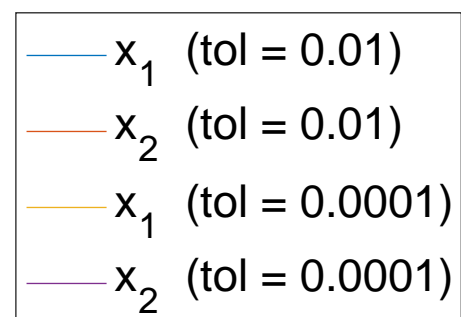 x₁ (tol = 0.01)
x₂ (tol = 0.01)
x₁ (tol = 0.0001)
x₂ (tol = 0.0001)